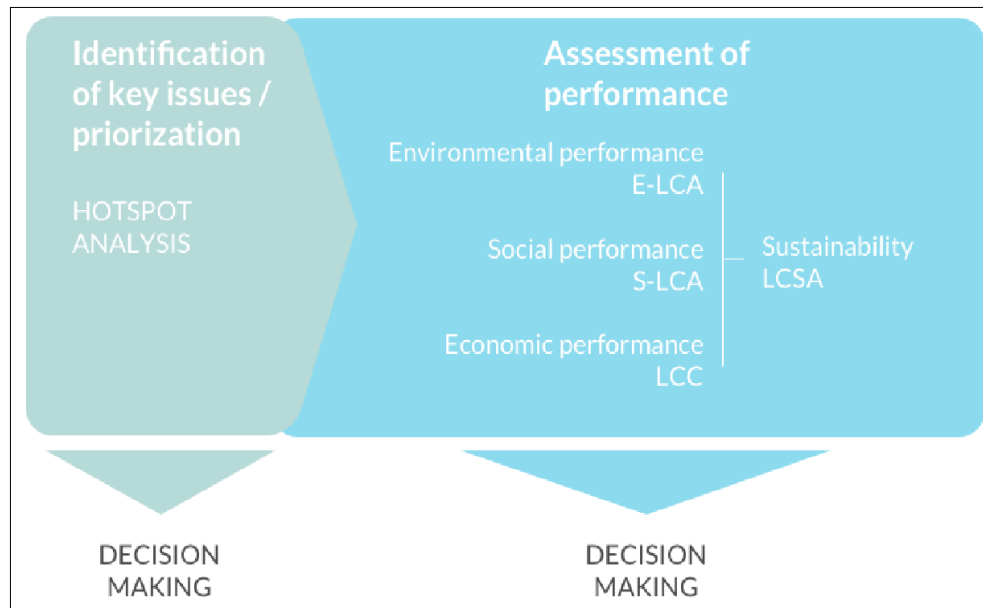 Identification
of key issues /
priorization
HOTSPOT
ANALYSIS
Assessment of
performance
Environmental performance
E-LCA
Social performance
S-LCA
Economic performance
LCC
Sustainability
LCSA
DECISION
MAKING
DECISION
MAKING